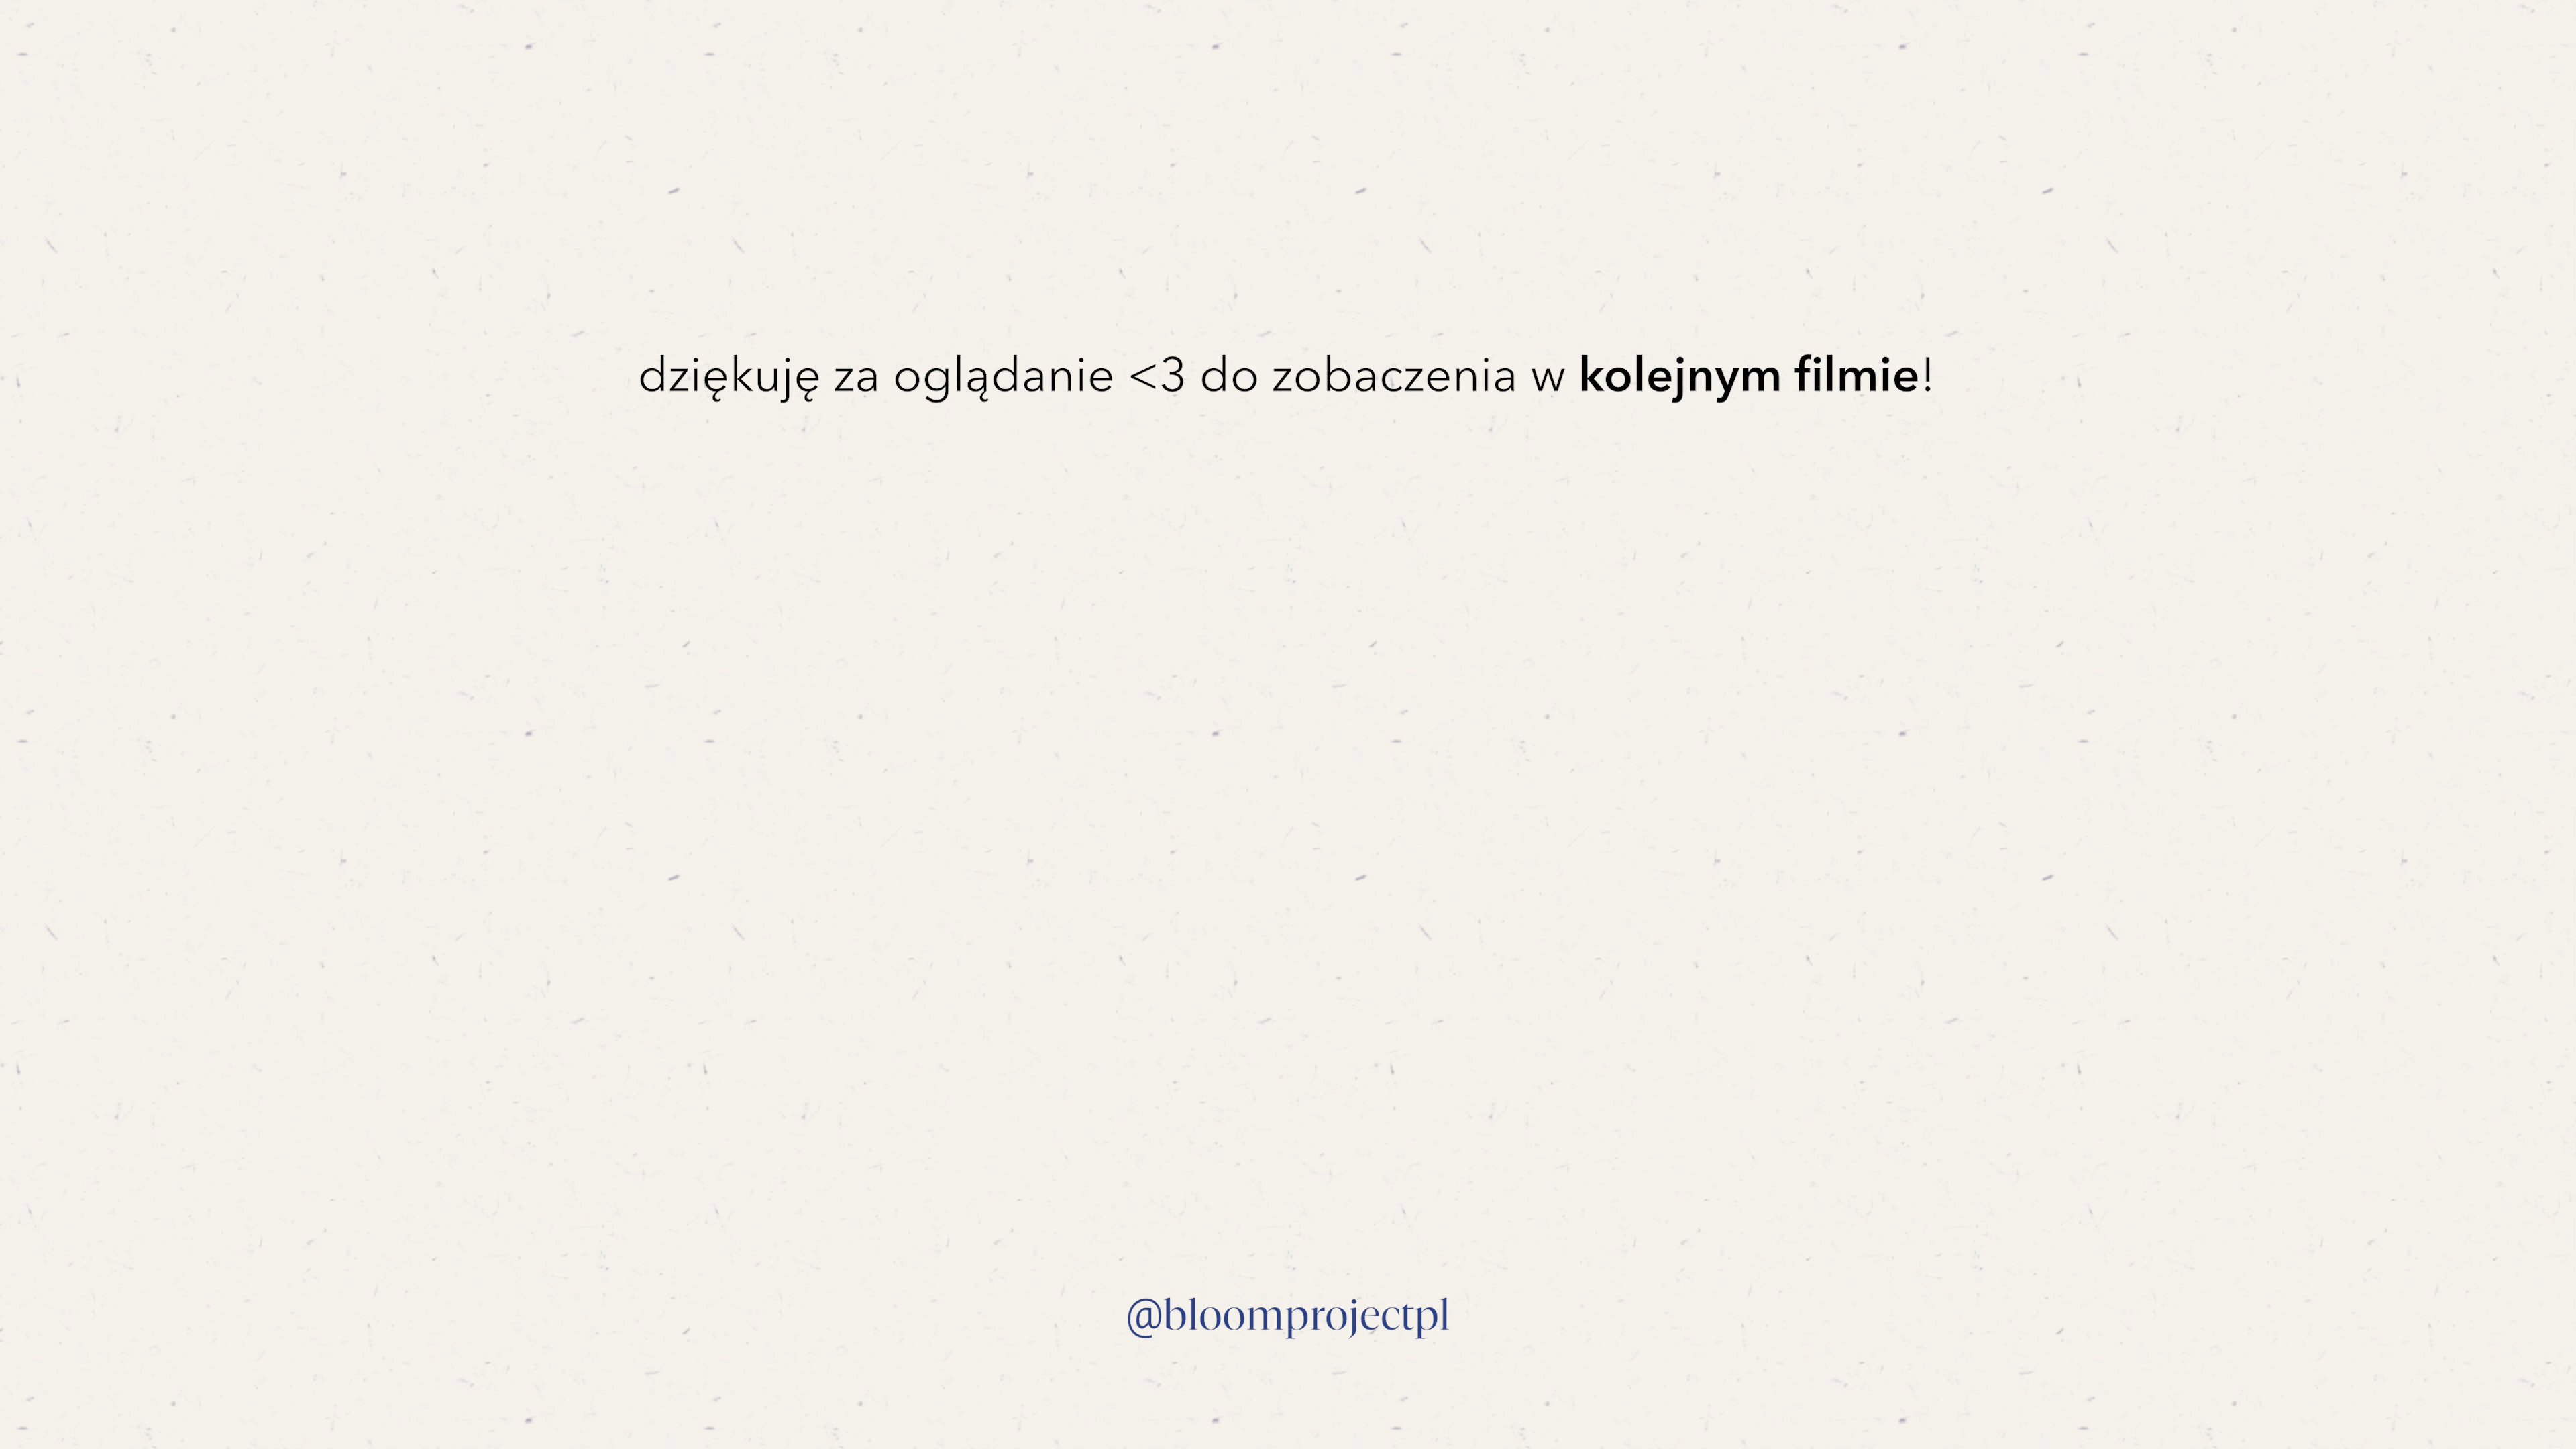 dziękuję za oglądanie <3 do zobaczenia w kolejnym filmie!
@bloomprojectpl